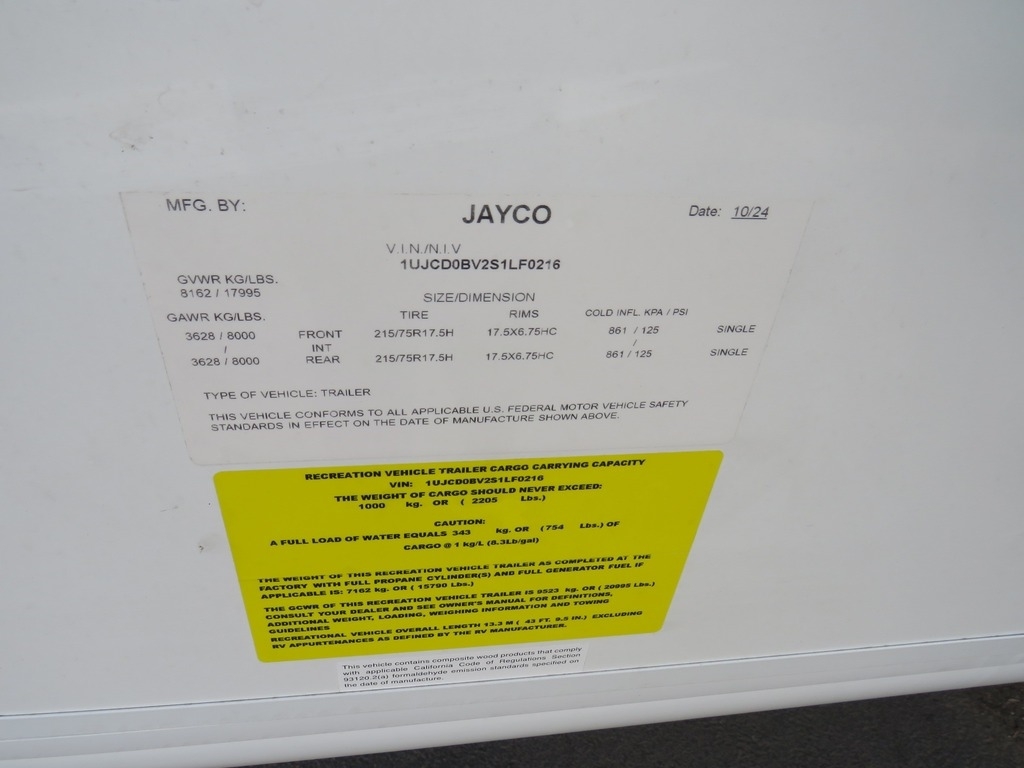 MFG. BY: JAYCO Date: 10/24
V.I.N./N.I.V
1UJCD0BV2S1LF0216
GVWR KG/LBS.
8162 / 17995
SIZE/DIMENSION
GAWR KG/LBS. TIRE RIMS COLD INFL. KPA / PSI
3628 / 8000 FRONT 215/75R17.5H 17.5X6.75HC 861 / 125 SINGLE
/ INT /
3628 / 8000 REAR 215/75R17.5H 17.5X6.75HC 861 / 125 SINGLE
TYPE OF VEHICLE: TRAILER
THIS VEHICLE CONFORMS TO ALL APPLICABLE U.S. FEDERAL MOTOR VEHICLE SAFETY
STANDARDS IN EFFECT ON THE DATE OF MANUFACTURE SHOWN ABOVE.
RECREATION VEHICLE TRAILER CARGO CARRYING CAPACITY
VIN: 1UJCD0BV2S1LF0216
THE WEIGHT OF CARGO SHOULD NEVER EXCEED:
1000 kg. OR ( 2205 Lbs.)
CAUTION:
A FULL LOAD OF WATER EQUALS 343 kg. OR (754 Lbs.) OF
CARGO @ 1 kg/L (8.3Lb/gal)
THE WEIGHT OF THIS RECREATION VEHICLE TRAILER AS COMPLETED AT THE
FACTORY WITH FULL PROPANE CYLINDER(S) AND FULL GENERATOR FUEL IF
APPLICABLE IS: 7162 kg. OR ( 15790 Lbs.)
THE GCWR OF THIS RECREATION VEHICLE TRAILER IS 9523 kg. OR ( 20995 Lbs.)
CONSULT YOUR DEALER AND SEE OWNER'S MANUAL FOR DEFINITIONS,
ADDITIONAL WEIGHT, LOADING, WEIGHING INFORMATION AND TOWING
GUIDELINES
RECREATIONAL VEHICLE OVERALL LENGTH 13.3 M ( 43 FT. 9.5 IN.) EXCLUDING
RV APPURTENANCES AS DEFINED BY THE RV MANUFACTURER.
This vehicle contains composite wood products that comply
with applicable California Code of Regulations Section
93120.2(a) formaldehyde emission standards specified on
the date of manufacture.